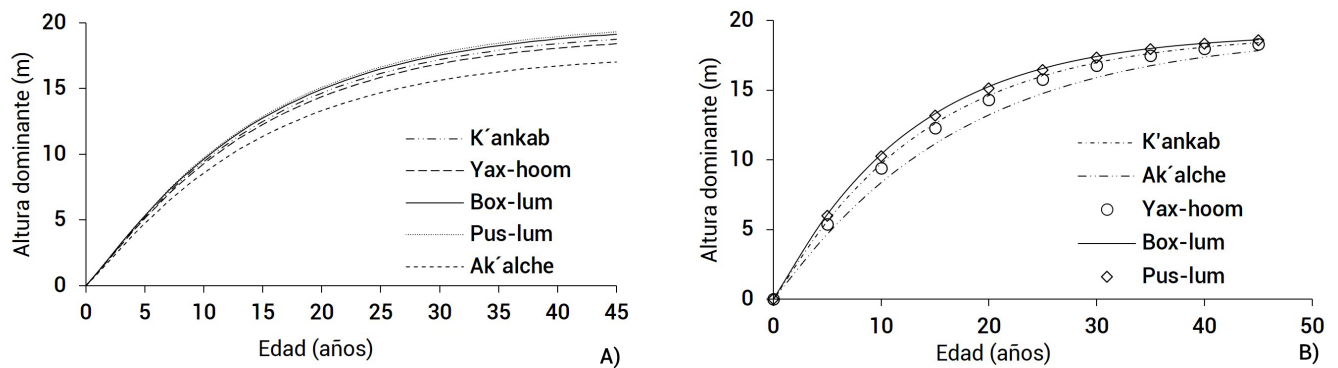 Altura dominante (m)
20
15
10
5
0
K´ankab
Yax-hoom
Box-lum
Pus-lum
Ak´alche
0 5 10 15 20 25 30 35 40 45
Edad (años)
A)
Altura dominante (m)
20
15
10
5
0
K'ankab
Ak´alche
Yax-hoom
Box-lum
Pus-lum
0 10 20 30 40 50
Edad (años)
B)